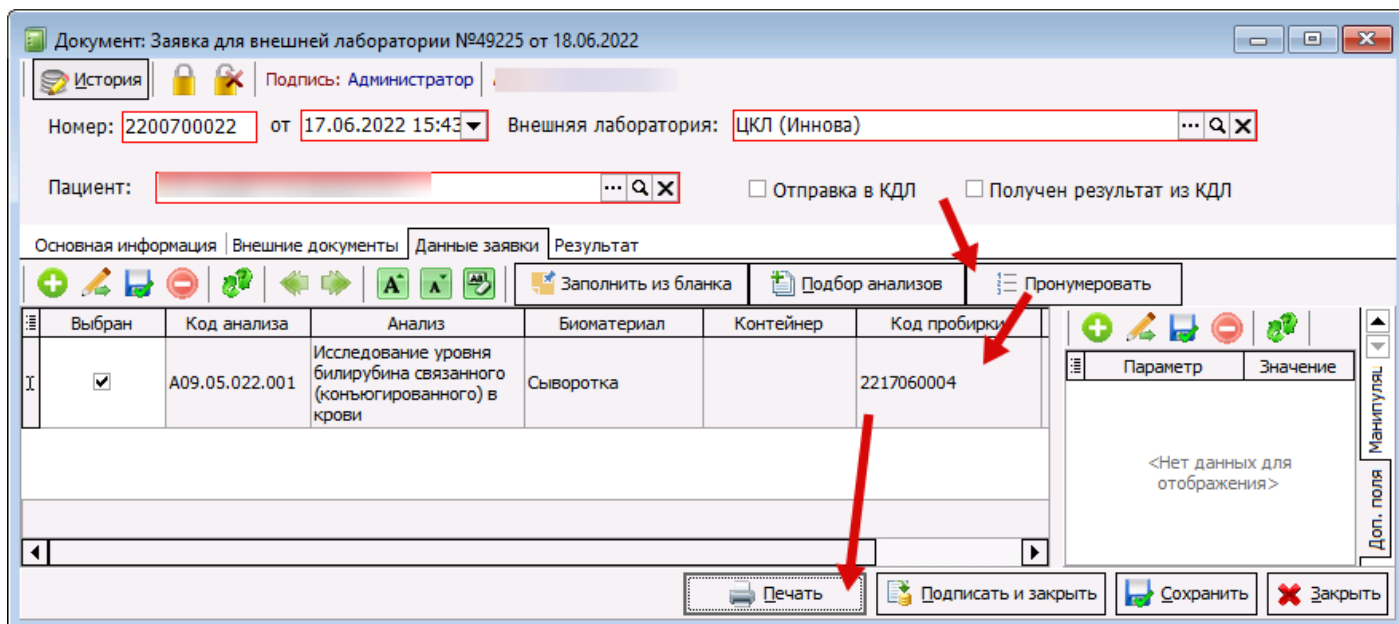 Документ: Заявка для внешней лаборатории №49225 от 18.06.2022
История Подпись: Администратор
Номер: 2200700022 от 17.06.2022 15:43 Внешняя лаборатория: ЦКЛ (Иннова)
Пациент: Отправка в КДЛ Получен результат из КДЛ
Основная информация Внешние документы Данные заявки Результат
Заполнить из бланка Подбор анализов Пронумеровать
Выбран Код анализа Анализ Биоматериал Контейнер Код пробирки
Параметр Значение
A09.05.022.001 Исследование уровня билирубина связанного (конъюгированного) в крови Сыворотка 2217060004
<Нет данных для
отображения>
Манипуляц
Доп. поля
Печать Подписать и закрыть Сохранить Закрыть